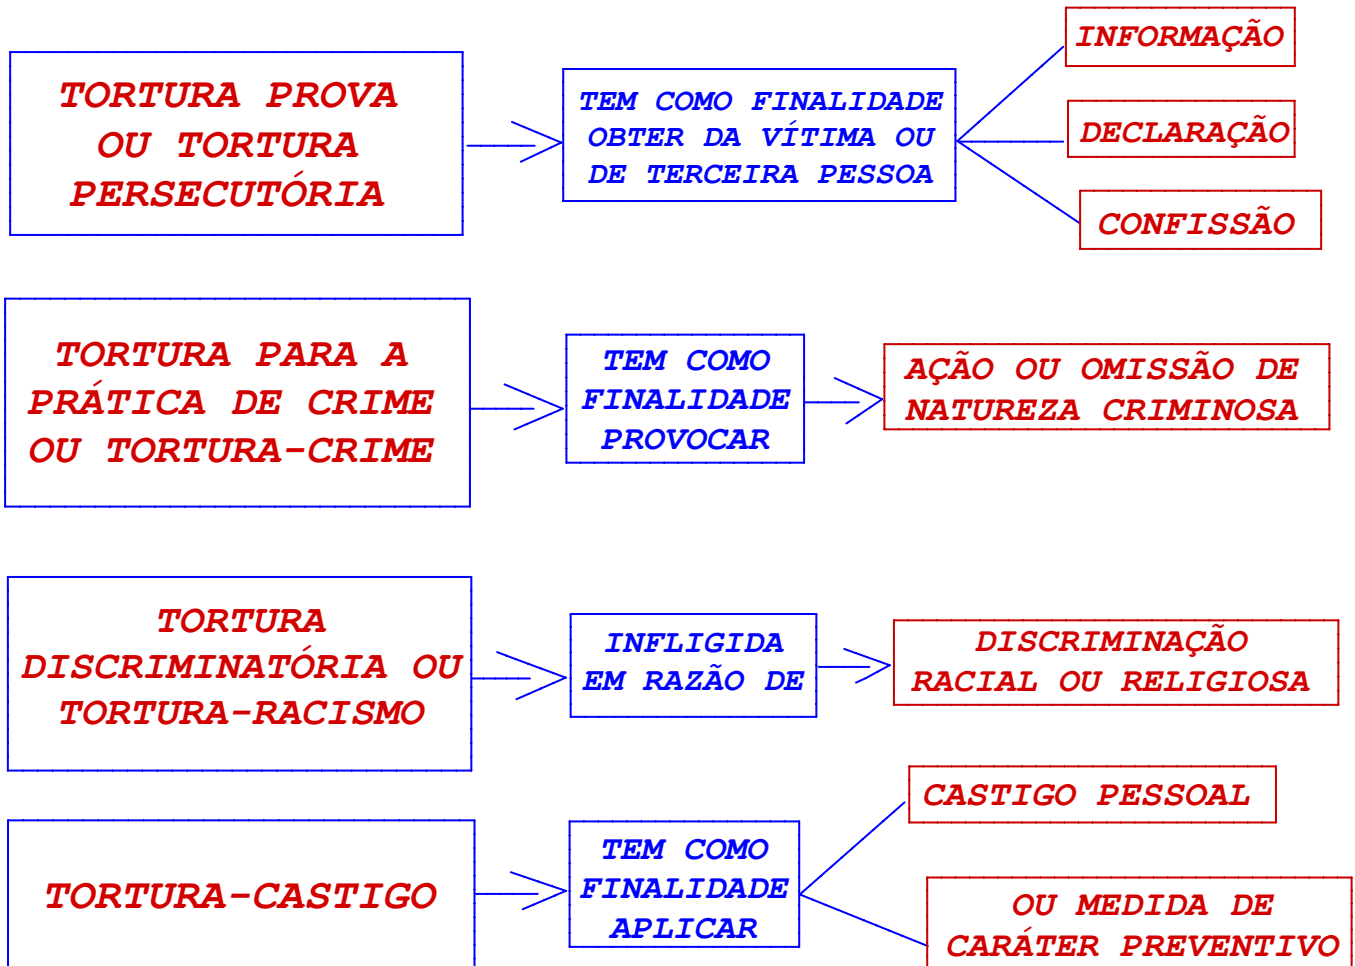 TORTURA PROVA
OU TORTURA
PERSECUTÓRIA
TEM COMO FINALIDADE
OBTER DA VÍTIMA OU
DE TERCEIRA PESSOA
INFORMAÇÃO
DECLARAÇÃO
CONFISSÃO
TORTURA PARA A
PRÁTICA DE CRIME
OU TORTURA-CRIME
TEM COMO
FINALIDADE
PROVOCAR
AÇÃO OU OMISSÃO DE
NATUREZA CRIMINOSA
TORTURA
DISCRIMINATÓRIA OU
TORTURA-RACISMO
INFLIGIDA
EM RAZÃO DE
DISCRIMINAÇÃO
RACIAL OU RELIGIOSA
TORTURA-CASTIGO
TEM COMO
FINALIDADE
APLICAR
CASTIGO PESSOAL
OU MEDIDA DE
CARÁTER PREVENTIVO